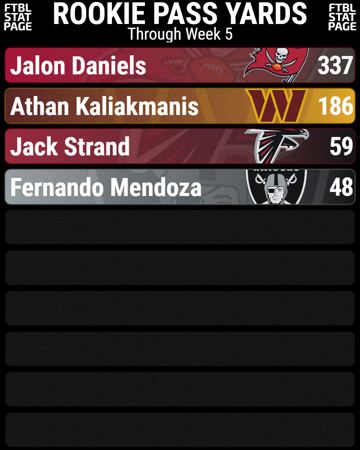 FTBL
STAT
PAGE
ROOKIE PASS YARDS
Through Week 5
FTBL
STAT
PAGE
Jalon Daniels 337
Athan Kaliakmanis 186
Jack Strand 59
Fernando Mendoza 48
RAIDERS